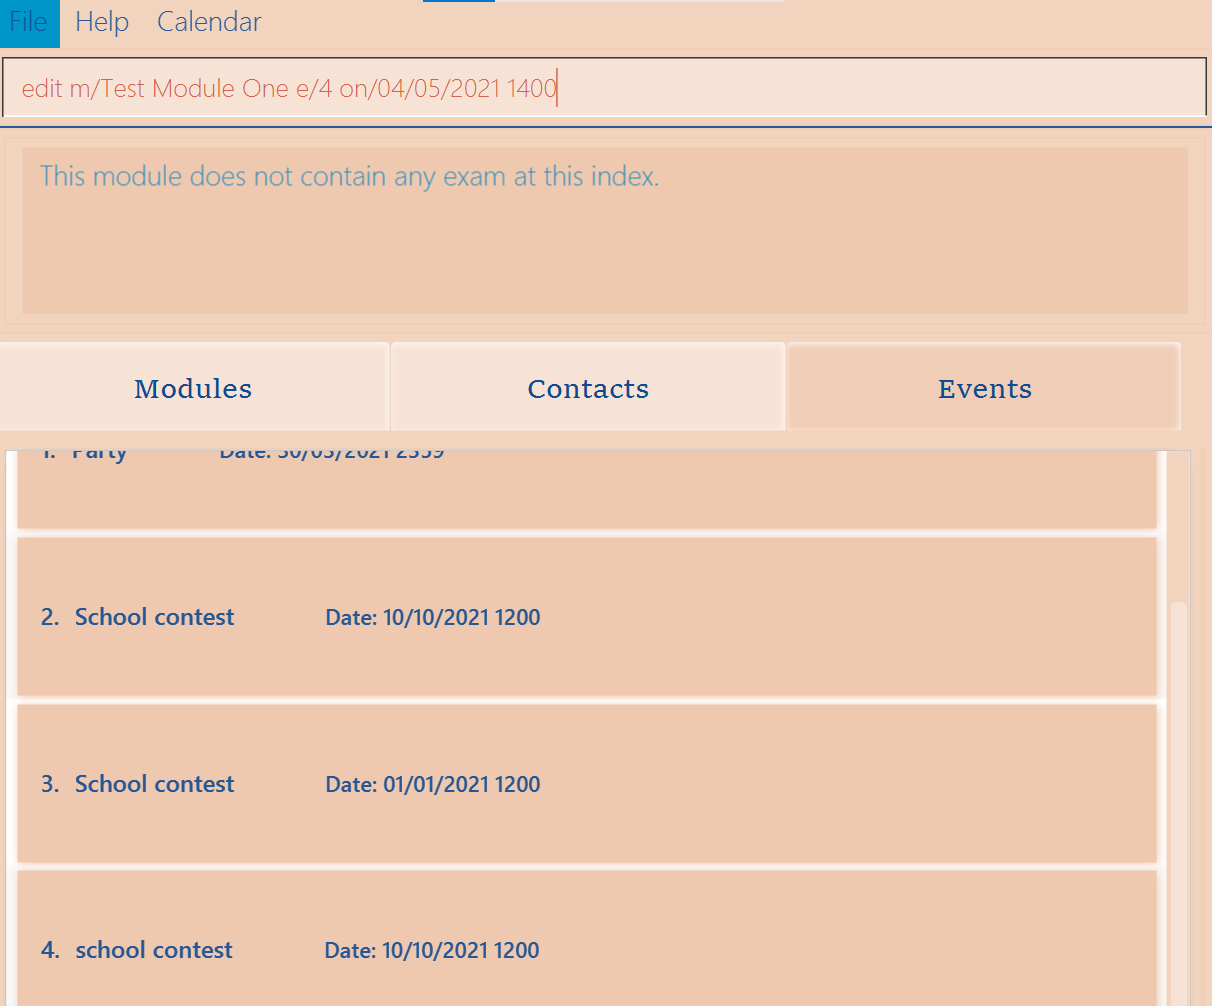 File Help Calendar
edit m/Test Module One e/4 on/04/05/2021 1400
This module does not contain any exam at this index.
Modules Contacts Events
1. Party Date: 30/03/2021 2359
2. School contest Date: 10/10/2021 1200
3. School contest Date: 01/01/2021 1200
4. school contest Date: 10/10/2021 1200